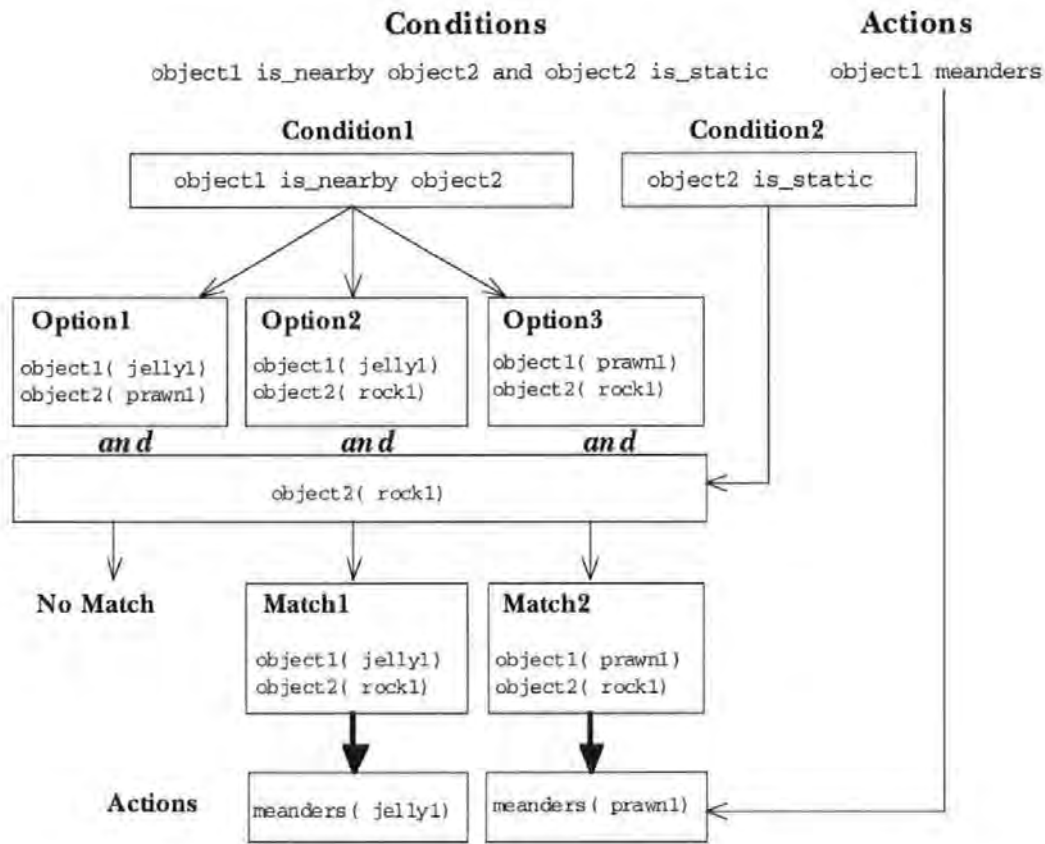 Conditions
Actions
object1 is_nearby object2 and object2 is_static
object1 meanders
Condition1
Condition2
object1 is_nearby object2
object2 is_static
Option1
object1( jelly1)
object2( prawn1)
Option2
object1( jelly1)
object2( rock1)
Option3
object1( prawn1)
object2( rock1)
and
and
and
object2( rock1)
No Match
Match1
object1( jelly1)
object2( rock1)
Match2
object1( prawn1)
object2( rock1)
Actions
meanders( jelly1)
meanders( prawn1)